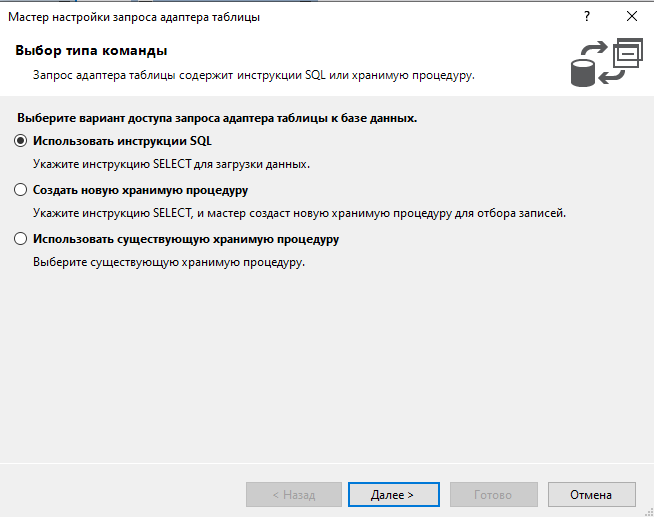 Мастер настройки запроса адаптера таблицы
?
Выбор типа команды
Запрос адаптера таблицы содержит инструкции SQL или хранимую процедуру.
Выберите вариант доступа запроса адаптера таблицы к базе данных.
Использовать инструкции SQL
Укажите инструкцию SELECT для загрузки данных.
Создать новую хранимую процедуру
Укажите инструкцию SELECT, и мастер создаст новую хранимую процедуру для отбора записей.
Использовать существующую хранимую процедуру
Выберите существующую хранимую процедуру.
< Назад
Далее >
Готово
Отмена